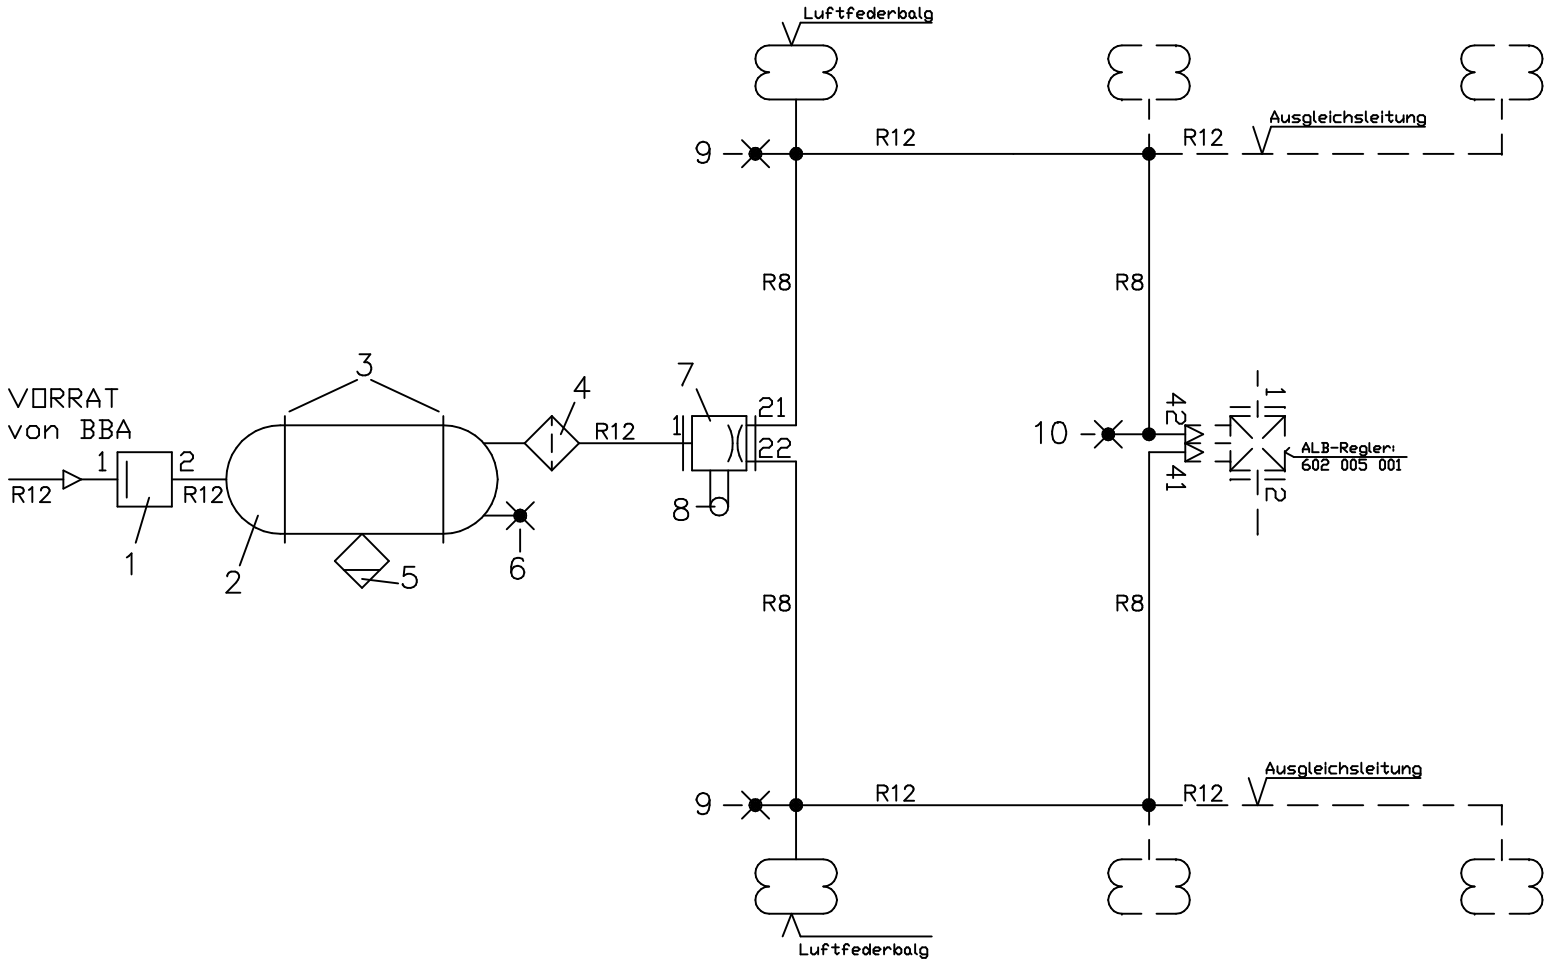 Luftfederbalg
Ausgleichsleitung
9
R12
R12
R8
R8
3
VORRAT
von BBA
1
2
R12
R12
1
2
5
4
R12
6
7
1
21
22
8
10
42
41
1
2
ALB-Regler:
602 005 001
R8
R8
Ausgleichsleitung
9
R12
R12
Luftfederbalg